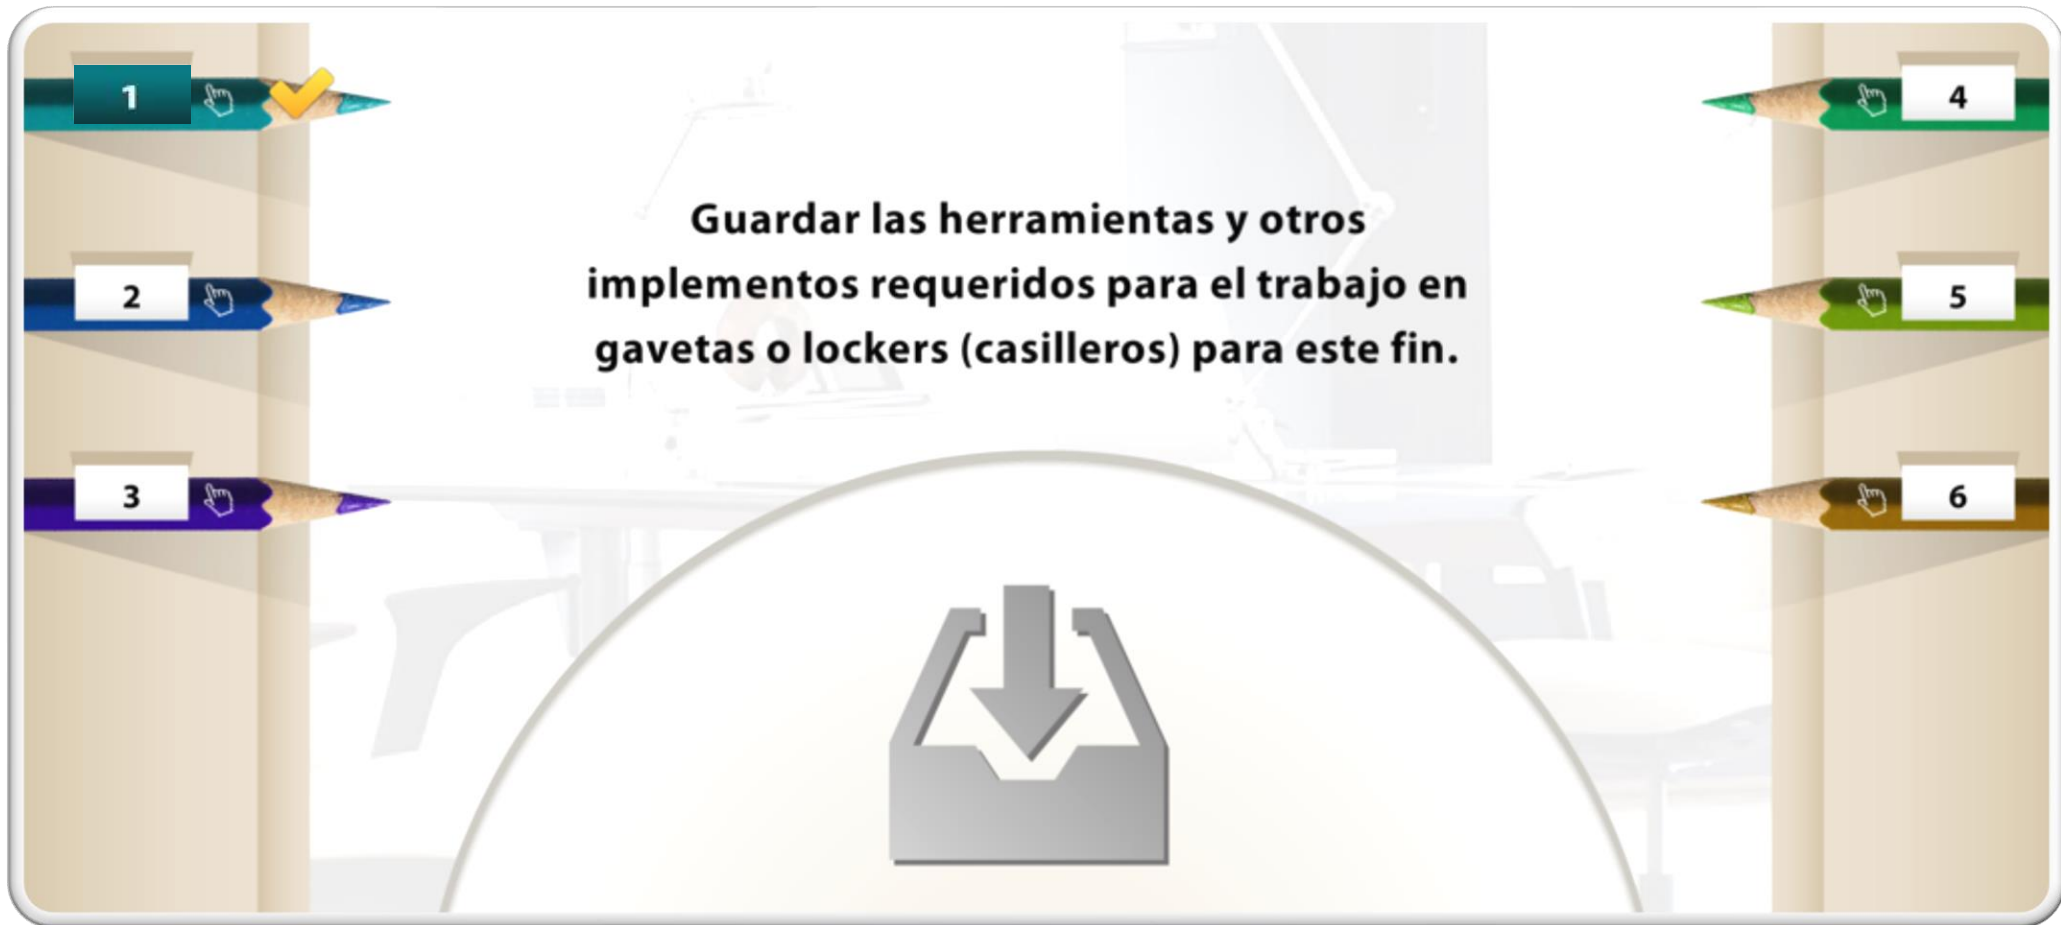 1
2
3
Guardar las herramientas y otros
implementos requeridos para el trabajo en
gavetas o lockers (casilleros) para este fin.
4
5
6